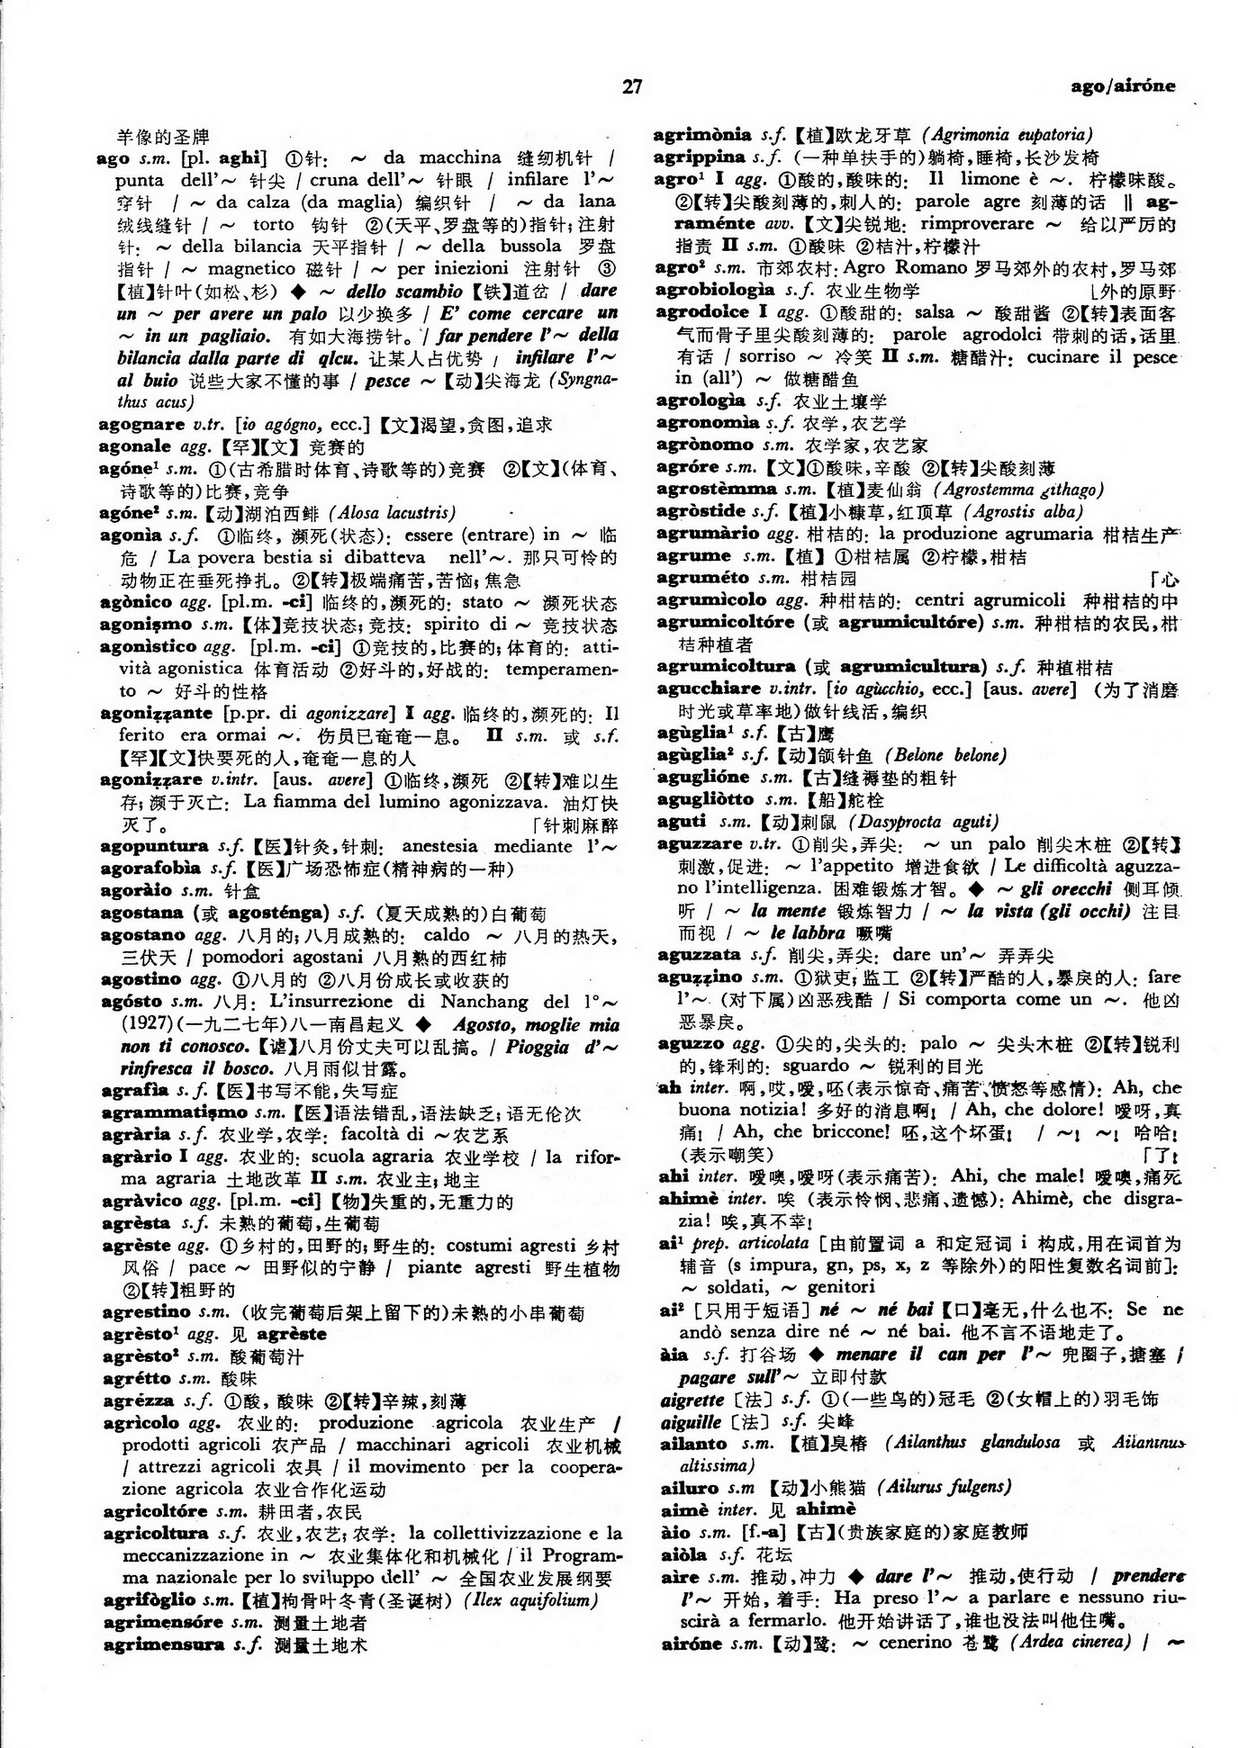 27
ago/airóne
羊像的圣牌
ago s.m. [pl. aghi] ①针: ～ da macchina 缝纫机针 /
punta dell'～ 针尖 / cruna dell'～ 针眼 / infilare l'～
穿针 / ～ da calza (da maglia) 编织针 / ～ da lana
绒线缝针 / ～ torto 钩针 ②(天平、罗盘等的)指针;注射
针: ～ della bilancia 天平指针 / ～ della bussola 罗盘
指针 / ～ magnetico 磁针 / ～ per iniezioni 注射针 ③
【植】针叶(如松、杉) ◆ ～ dello scambio【铁】道岔 / dare
un ～ per avere un palo 以少换多 / E' come cercare un
～ in un pagliaio. 有如大海捞针。/ far pendere l'～ della
bilancia dalla parte di qlcu. 让某人占优势 / infilare l'～
al buio 说些大家不懂的事 / pesce ～【动】尖海龙 (Syngna-
thus acus)
agognare v.tr. [io agógno, ecc.]【文】渴望,贪图,追求
agonale agg.【罕】【文】 竞赛的
agóne¹ s.m. ①(古希腊时体育、诗歌等的)竞赛 ②【文】(体育、
诗歌等的)比赛,竞争
agóne² s.m.【动】湖泊西鲱 (Alosa lacustris)
agonìa s.f. ①临终, 濒死(状态): essere (entrare) in ～ 临
危 / La povera bestia si dibatteva nell'～. 那只可怜的
动物正在垂死挣扎。②【转】极端痛苦,苦恼;焦急
agònico agg. [pl.m. -ci] 临终的,濒死的: stato ～ 濒死状态
agonişmo s.m.【体】竞技状态;竞技: spirito di ～ 竞技状态
agonìstico agg. [pl.m. -ci] ①竞技的,比赛的;体育的: atti-
vità agonistica 体育活动 ②好斗的,好战的: temperamen-
to ～ 好斗的性格
agoniẓẓante [p.pr. di agonizzare] I agg. 临终的,濒死的: Il
ferito era ormai ～. 伤员已奄奄一息。 II s.m. 或 s.f.
【罕】【文】快要死的人,奄奄一息的人
agoniẓẓare v.intr. [aus. avere] ①临终,濒死 ②【转】难以生
存;濒于灭亡: La fiamma del lumino agonizzava. 油灯快
灭了。 「针刺麻醉
agopuntura s.f.【医】针灸,针刺: anestesia mediante l'～
agorafobìa s.f.【医】广场恐怖症(精神病的一种)
agoràio s.m. 针盒
agostana (或 agosténga) s.f. (夏天成熟的)白葡萄
agostano agg. 八月的;八月成熟的: caldo ～ 八月的热天,
三伏天 / pomodori agostani 八月熟的西红柿
agostino agg. ①八月的 ②八月份成长或收获的
agósto s.m. 八月: L'insurrezione di Nanchang del 1°～
(1927)(一九二七年)八一南昌起义 ◆ Agosto, moglie mia
non ti conosco.【谑】八月份丈夫可以乱搞。/ Pioggia d'～
rinfresca il bosco. 八月雨似甘露。
agrafia s.f.【医】书写不能,失写症
agrammatişmo s.m.【医】语法错乱,语法缺乏;语无伦次
agrària s.f. 农业学,农学: facoltà di ～农艺系
agràrio I agg. 农业的: scuola agraria 农业学校 / la rifor-
ma agraria 土地改革 II s.m. 农业主;地主
agràvico agg. [pl.m. -ci]【物】失重的,无重力的
agrèsta s.f. 未熟的葡萄,生葡萄
agrèste agg. ①乡村的,田野的;野生的: costumi agresti 乡村
风俗 / pace ～ 田野似的宁静 / piante agresti 野生植物
②【转】粗野的
agrestino s.m. (收完葡萄后架上留下的)未熟的小串葡萄
agrèsto¹ agg. 见 agrèste
agrèsto² s.m. 酸葡萄汁
agrétto s.m. 酸味
agrézza s.f. ①酸, 酸味 ②【转】辛辣,刻薄
agrìcolo agg. 农业的: produzione agricola 农业生产 /
prodotti agricoli 农产品 / macchinari agricoli 农业机械
/ attrezzi agricoli 农具 / il movimento per la coopera-
zione agricola 农业合作化运动
agricoltóre s.m. 耕田者,农民
agricoltura s.f. 农业,农艺;农学: la collettivizzazione e la
meccanizzazione in ～ 农业集体化和机械化 / il Program-
ma nazionale per lo sviluppo dell' ～ 全国农业发展纲要
agrifòglio s.m.【植】枸骨叶冬青(圣诞树) (Ilex aquifolium)
agrimensóre s.m. 测量土地者
agrimensura s.f. 测量土地术
agrimònia s.f.【植】欧龙牙草 (Agrimonia eupatoria)
agrippina s.f. (一种单扶手的)躺椅,睡椅,长沙发椅
agro¹ I agg. ①酸的,酸味的: Il limone è ～. 柠檬味酸。
②【转】尖酸刻薄的,刺人的: parole agre 刻薄的话 ‖ ag-
raménte avv.【文】尖锐地: rimproverare ～ 给以严厉的
指责 II s.m. ①酸味 ②桔汁,柠檬汁
agro² s.m. 市郊农村: Agro Romano 罗马郊外的农村,罗马郊
agrobiologìa s.f. 农业生物学 ⌊外的原野
agrodolce I agg. ①酸甜的: salsa ～ 酸甜酱 ②【转】表面客
气而骨子里尖酸刻薄的: parole agrodolci 带刺的话,话里
有话 / sorriso ～ 冷笑 II s.m. 糖醋汁: cucinare il pesce
in (all') ～ 做糖醋鱼
agrologìa s.f. 农业土壤学
agronomìa s.f. 农学,农艺学
agrònomo s.m. 农学家,农艺家
agróre s.m.【文】①酸味,辛酸 ②【转】尖酸刻薄
agrostèmma s.m.【植】麦仙翁 (Agrostemma githago)
agròstide s.f.【植】小糠草,红顶草 (Agrostis alba)
agrumàrio agg. 柑桔的: la produzione agrumaria 柑桔生产
agrume s.m.【植】 ①柑桔属 ②柠檬,柑桔
agruméto s.m. 柑桔园 「心
agrumìcolo agg. 种柑桔的: centri agrumicoli 种柑桔的中
agrumicoltóre (或 agrumicultóre) s.m. 种柑桔的农民,柑
桔种植者
agrumicoltura (或 agrumicultura) s.f. 种植柑桔
agucchiare v.intr. [io agùcchio, ecc.] [aus. avere] (为了消磨
时光或草率地)做针线活,编织
agùglia¹ s.f.【古】鹰
agùglia² s.f.【动】颌针鱼 (Belone belone)
aguglióne s.m.【古】缝褥垫的粗针
agugliòtto s.m.【船】舵栓
aguti s.m.【动】刺鼠 (Dasyprocta aguti)
aguzzare v.tr. ①削尖,弄尖: ～ un palo 削尖木桩 ②【转】
刺激,促进: ～ l'appetito 增进食欲 / Le difficoltà aguzza-
no l'intelligenza. 困难锻炼才智。◆ ～ gli orecchi 侧耳倾
听 / ～ la mente 锻炼智力 / ～ la vista (gli occhi) 注目
而视 / ～ le labbra 噘嘴
aguzzata s.f. 削尖,弄尖: dare un'～ 弄弄尖
aguẓẓino s.m. ①狱吏;监工 ②【转】严酷的人,暴戾的人: fare
l'～ (对下属)凶恶残酷 / Si comporta come un ～. 他凶
恶暴戾。
aguzzo agg. ①尖的,尖头的: palo ～ 尖头木桩 ②【转】锐利
的,锋利的: sguardo ～ 锐利的目光
ah inter. 啊,哎,嗳,呸(表示惊奇、痛苦、愤怒等感情): Ah, che
buona notizia! 多好的消息啊! / Ah, che dolore! 嗳呀,真
痛! / Ah, che briccone! 呸,这个坏蛋! / ～! ～! 哈哈!
(表示嘲笑) 「了!
ahi inter. 嗳噢,嗳呀(表示痛苦): Ahi, che male! 嗳噢,痛死
ahimè inter. 唉 (表示怜悯、悲痛、遗憾): Ahimè, che disgra-
zia! 唉,真不幸!
ai¹ prep. articolata [由前置词 a 和定冠词 i 构成,用在词首为
辅音 (s impura, gn, ps, x, z 等除外)的阳性复数名词前]:
～ soldati, ～ genitori
ai² [只用于短语] né ～ né bai【口】毫无,什么也不: Se ne
andò senza dire né ～ né bai. 他不言不语地走了。
àia s.f. 打谷场 ◆ menare il can per l'～ 兜圈子,搪塞 /
pagare sull'～ 立即付款
aigrette [法] s.f. ①(一些鸟的)冠毛 ②(女帽上的)羽毛饰
aiguille [法] s.f. 尖峰
ailanto s.m.【植】臭椿 (Ailanthus glandulosa 或 Ailanthus
altissima)
ailuro s.m【动】小熊猫 (Ailurus fulgens)
aimè inter. 见 ahimè
àio s.m. [f.-a]【古】(贵族家庭的)家庭教师
aiòla s.f. 花坛
aìre s.m. 推动,冲力 ◆ dare l'～ 推动,使行动 / prendere
l'～ 开始, 着手: Ha preso l'～ a parlare e nessuno riu-
scirà a fermarlo. 他开始讲话了,谁也没法叫他住嘴。
airóne s.m.【动】鹭: ～ cenerino 苍鹭 (Ardea cinerea) / ～